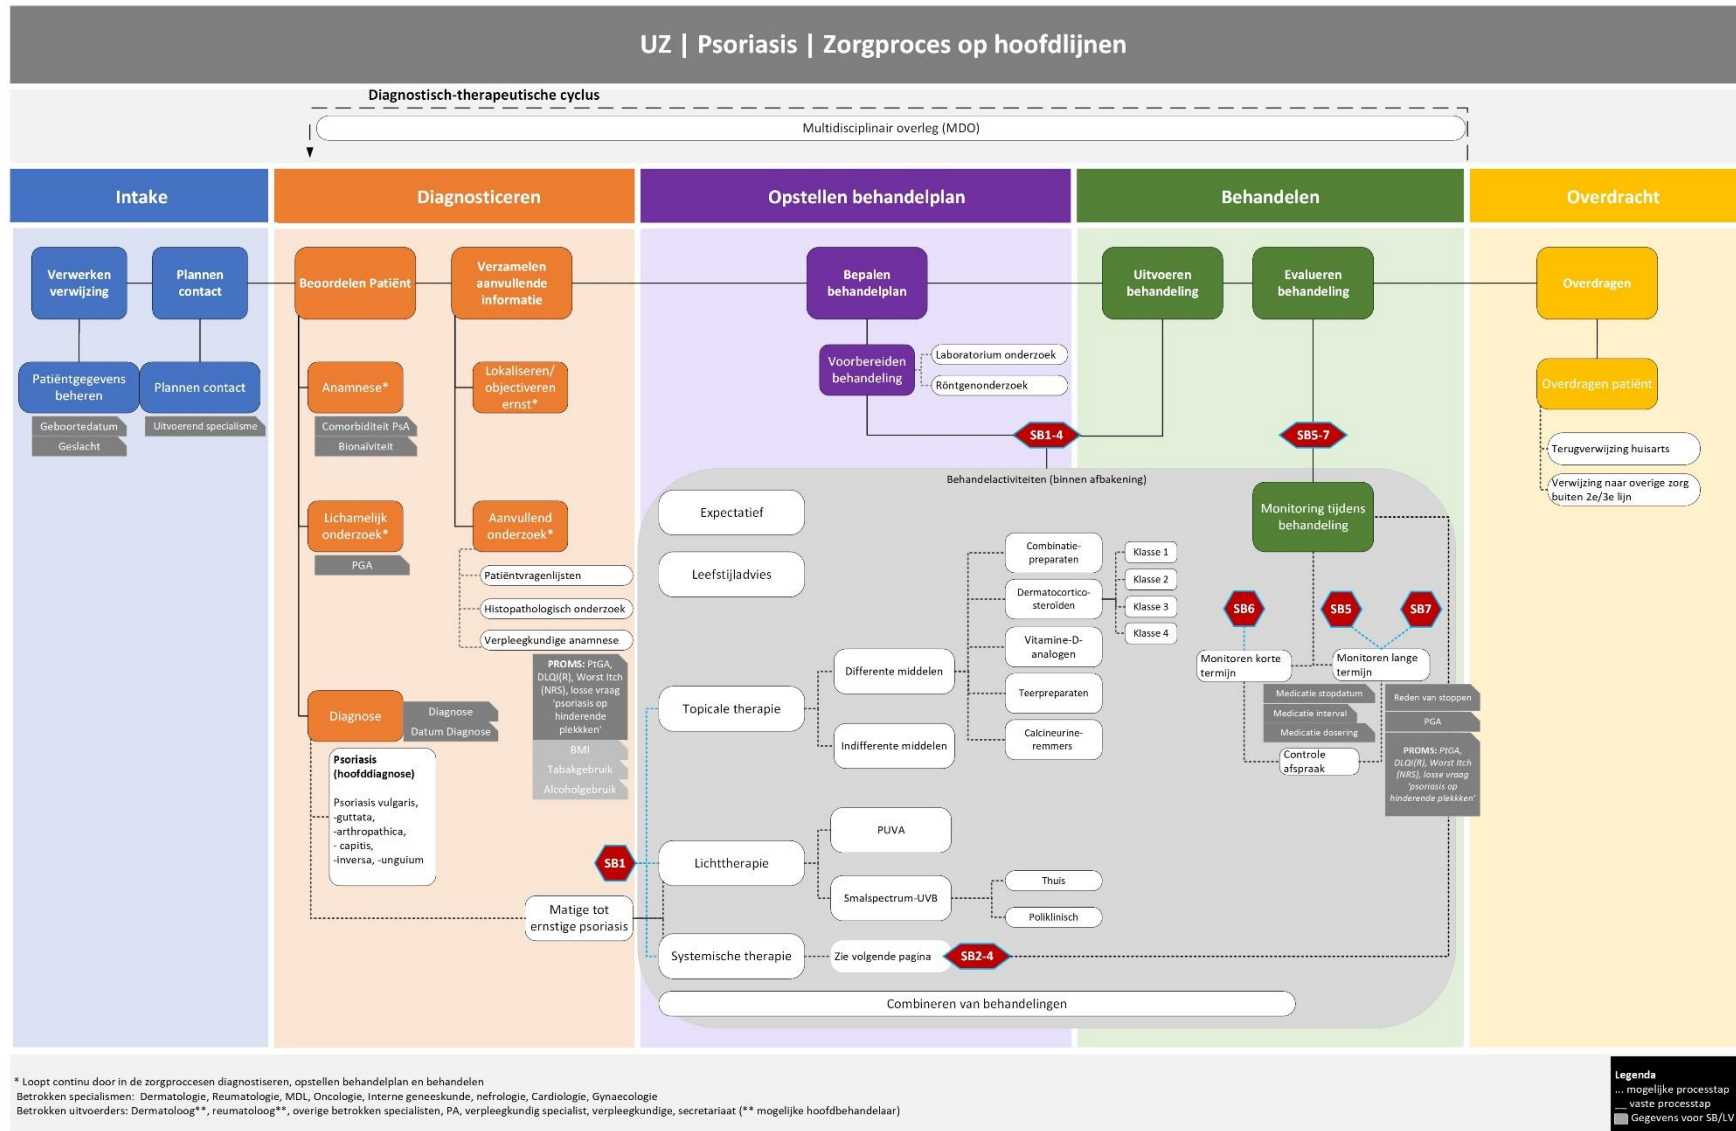 UZ | Psoriasis | Zorgproces op hoofdlijnen
Diagnostisch-therapeutische cyclus
Multidisciplinair overleg (MDO)
Intake
Diagnosticeren
Opstellen behandelplan
Behandelen
Overdracht
Verwerken
verwijzing
Plannen
contact
Beoordelen Patiënt
Verzamelen
aanvullende
informatie
Bepalen
behandelplan
Uitvoeren
behandeling
Evalueren
behandeling
Overdragen
Patiëntgegevens
beheren
Geboortedatum
Geslacht
Plannen contact
Uitvoerend specialisme
Anamnese*
Comorbiditeit PsA
Bionaïviteit
Lokaliseren/
objectiveren
ernst*
Voorbereiden
behandeling
Laboratorium onderzoek
Röntgenonderzoek
SB1-4
SB5-7
Overdragen patiënt
Terugverwijzing huisarts
Verwijzing naar overige zorg
buiten 2e/3e lijn
Lichamelijk
onderzoek*
PGA
Aanvullend
onderzoek*
Patiëntvragenlijsten
Histopathologisch onderzoek
Verpleegkundige anamnese
PROMS: PtGA,
DLQI(R), Worst Itch
(NRS), losse vraag
'psoriasis op
hinderende
plekkken'
BMI
Tabakgebruik
Alcoholgebruik
Diagnose
Diagnose
Datum Diagnose
Psoriasis
(hoofddiagnose)
Psoriasis vulgaris,
-guttata,
-arthropathica,
- capitis,
-inversa, -unguium
Matige tot
ernstige psoriasis
SB1
Behandelactiviteiten (binnen afbakening)
Expectatief
Leefstijladvies
Topicale therapie
Differente middelen
Indifferente middelen
Combinatie-
preparaten
Dermatocortico-
steroïden
Vitamine-D-
analogen
Teerpreparaten
Calcineurine-
remmers
Klasse 1
Klasse 2
Klasse 3
Klasse 4
Lichttherapie
PUVA
Smalspectrum-UVB
Thuis
Poliklinisch
Systemische therapie
Zie volgende pagina
SB2-4
Combineren van behandelingen
Monitoring tijdens
behandeling
SB6
SB5
SB7
Monitoren korte
termijn
Monitoren lange
termijn
Medicatie stopdatum
Medicatie interval
Medicatie dosering
Controle
afspraak
Reden van stoppen
PGA
PROMS: PtGA,
DLQI(R), Worst Itch
(NRS), losse vraag
'psoriasis op
hinderende plekkken'
* Loopt continu door in de zorgproccesen diagnostiseren, opstellen behandelplan en behandelen
Betrokken specialismen: Dermatologie, Reumatologie, MDL, Oncologie, Interne geneeskunde, nefrologie, Cardiologie, Gynaecologie
Betrokken uitvoerders: Dermatoloog**, reumatoloog**, overige betrokken specialisten, PA, verpleegkundig specialist, verpleegkundige, secretariaat (** mogelijke hoofdbehandelaar)
Legenda
... mogelijke processtap
__ vaste processtap
Gegevens voor SB/LV